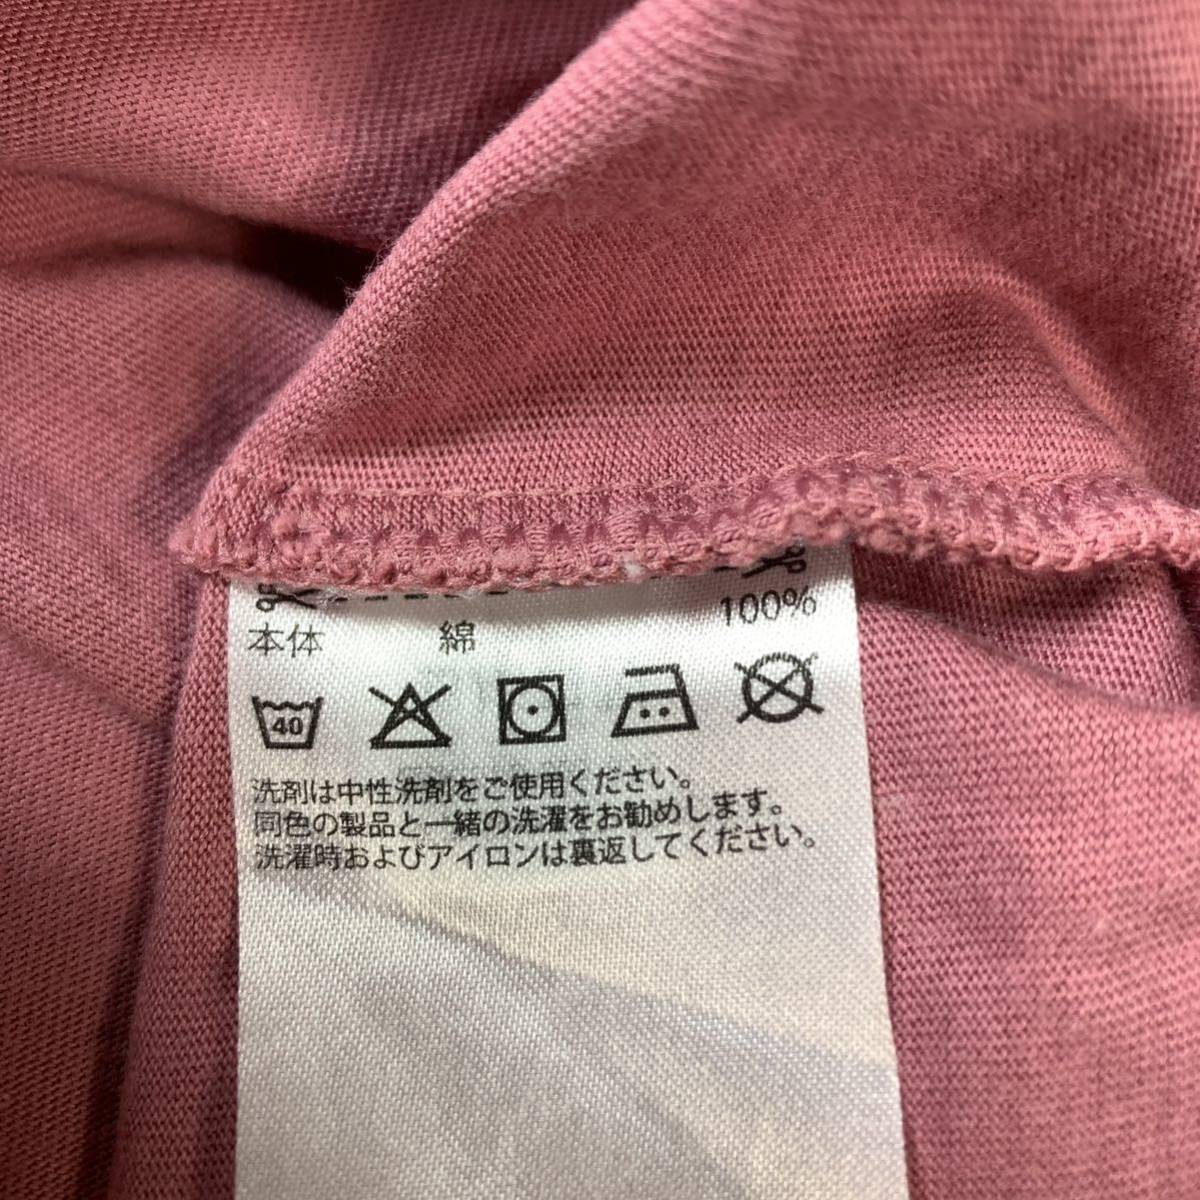 本体 綿 100%
40
洗剤は中性洗剤をご使用ください。
同色の製品と一緒の洗濯をお勧めします。
洗濯時およびアイロンは裏返してください。